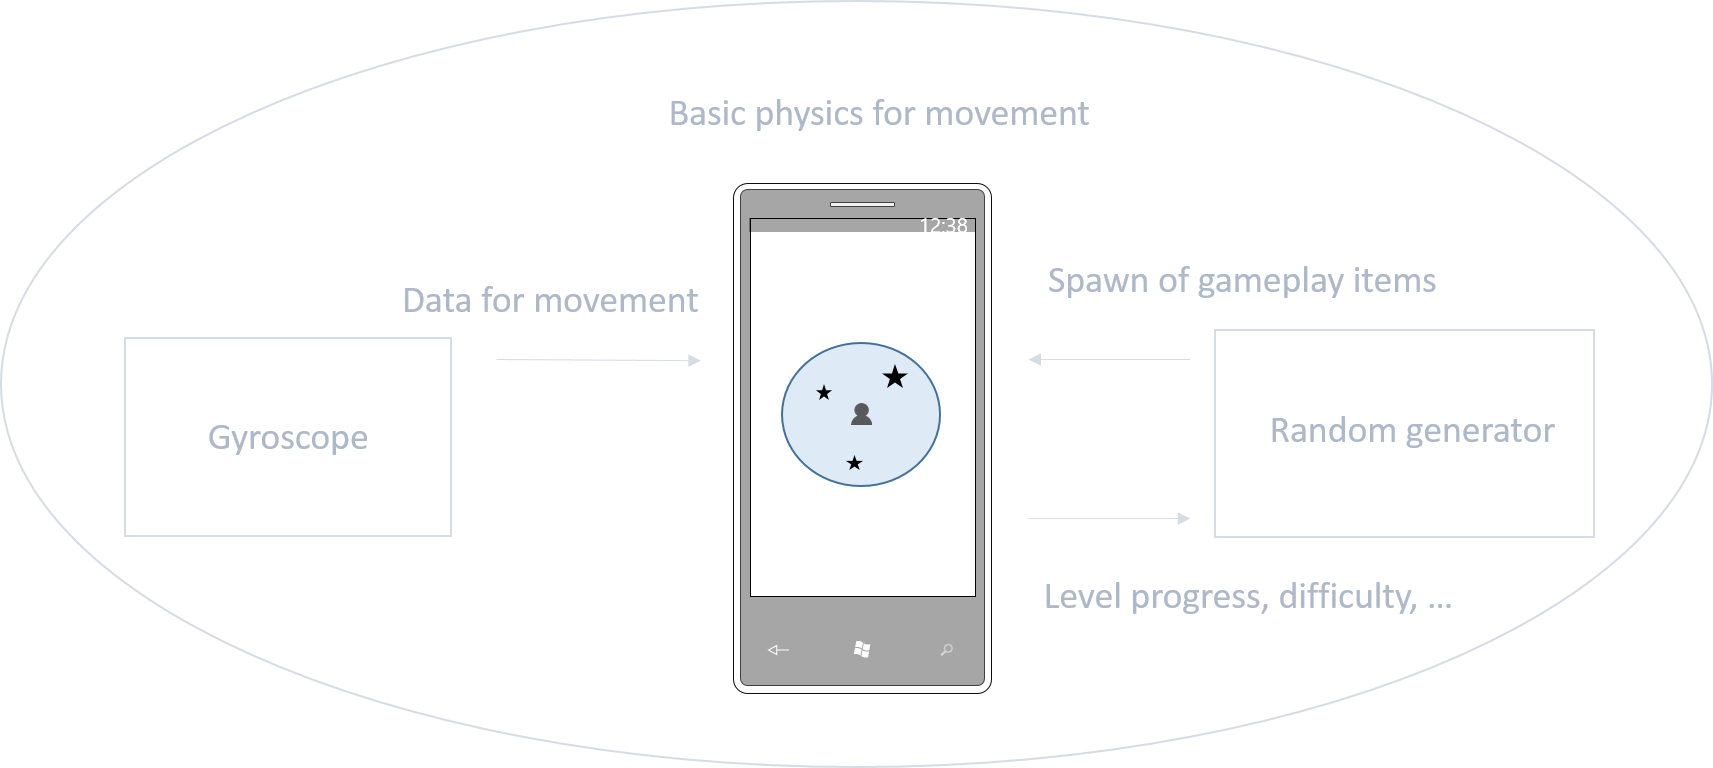 Basic physics for movement
12:38
Data for movement
Spawn of gameplay items
Gyroscope
Random generator
Level progress, difficulty, ...